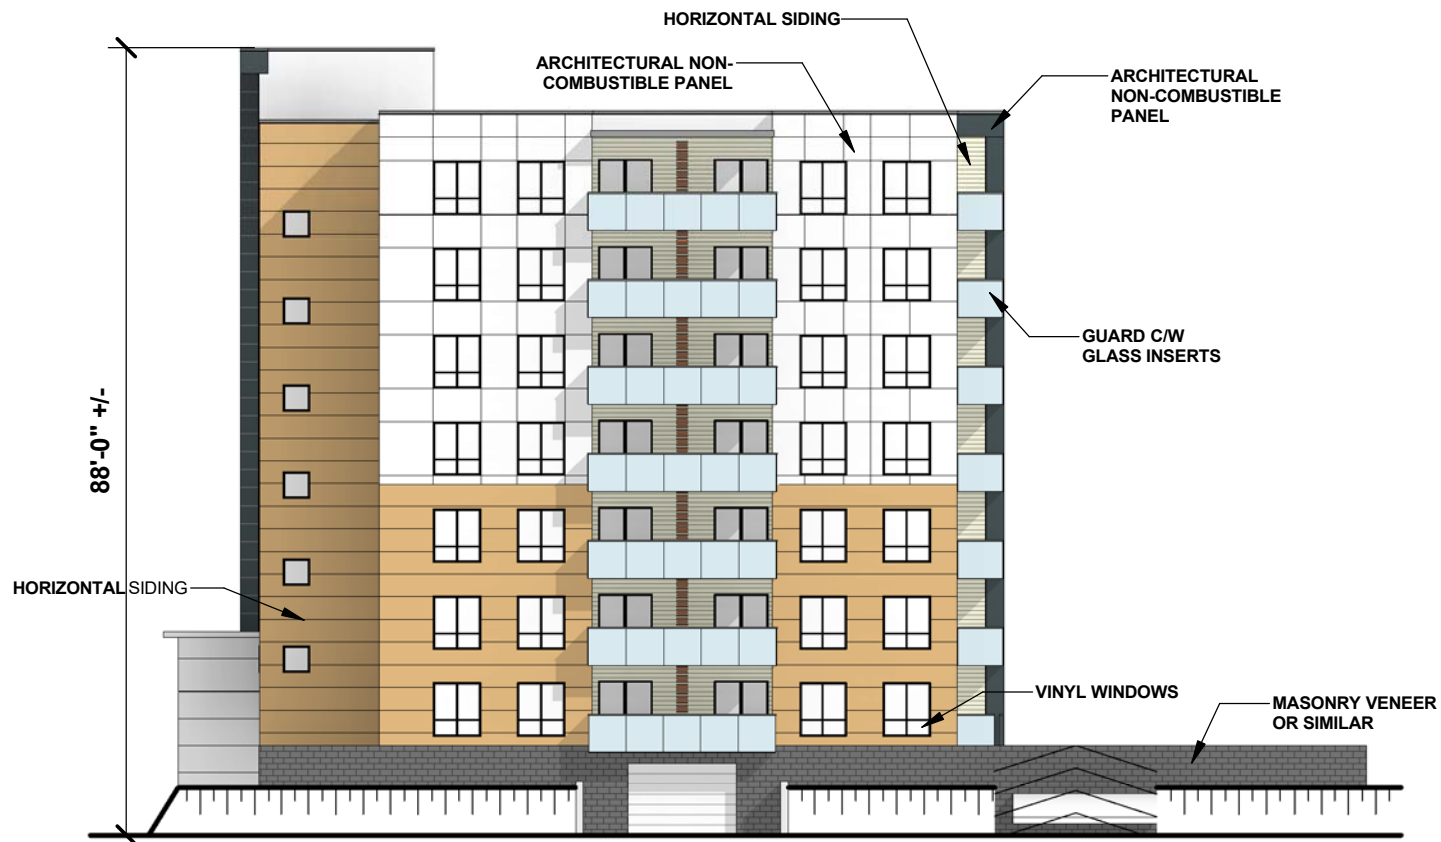 HORIZONTAL SIDING
ARCHITECTURAL NON-
COMBUSTIBLE PANEL
ARCHITECTURAL
NON-COMBUSTIBLE
PANEL
GUARD C/W
GLASS INSERTS
88'-0" +/-
HORIZONTAL SIDING
VINYL WINDOWS
MASONRY VENEER
OR SIMILAR